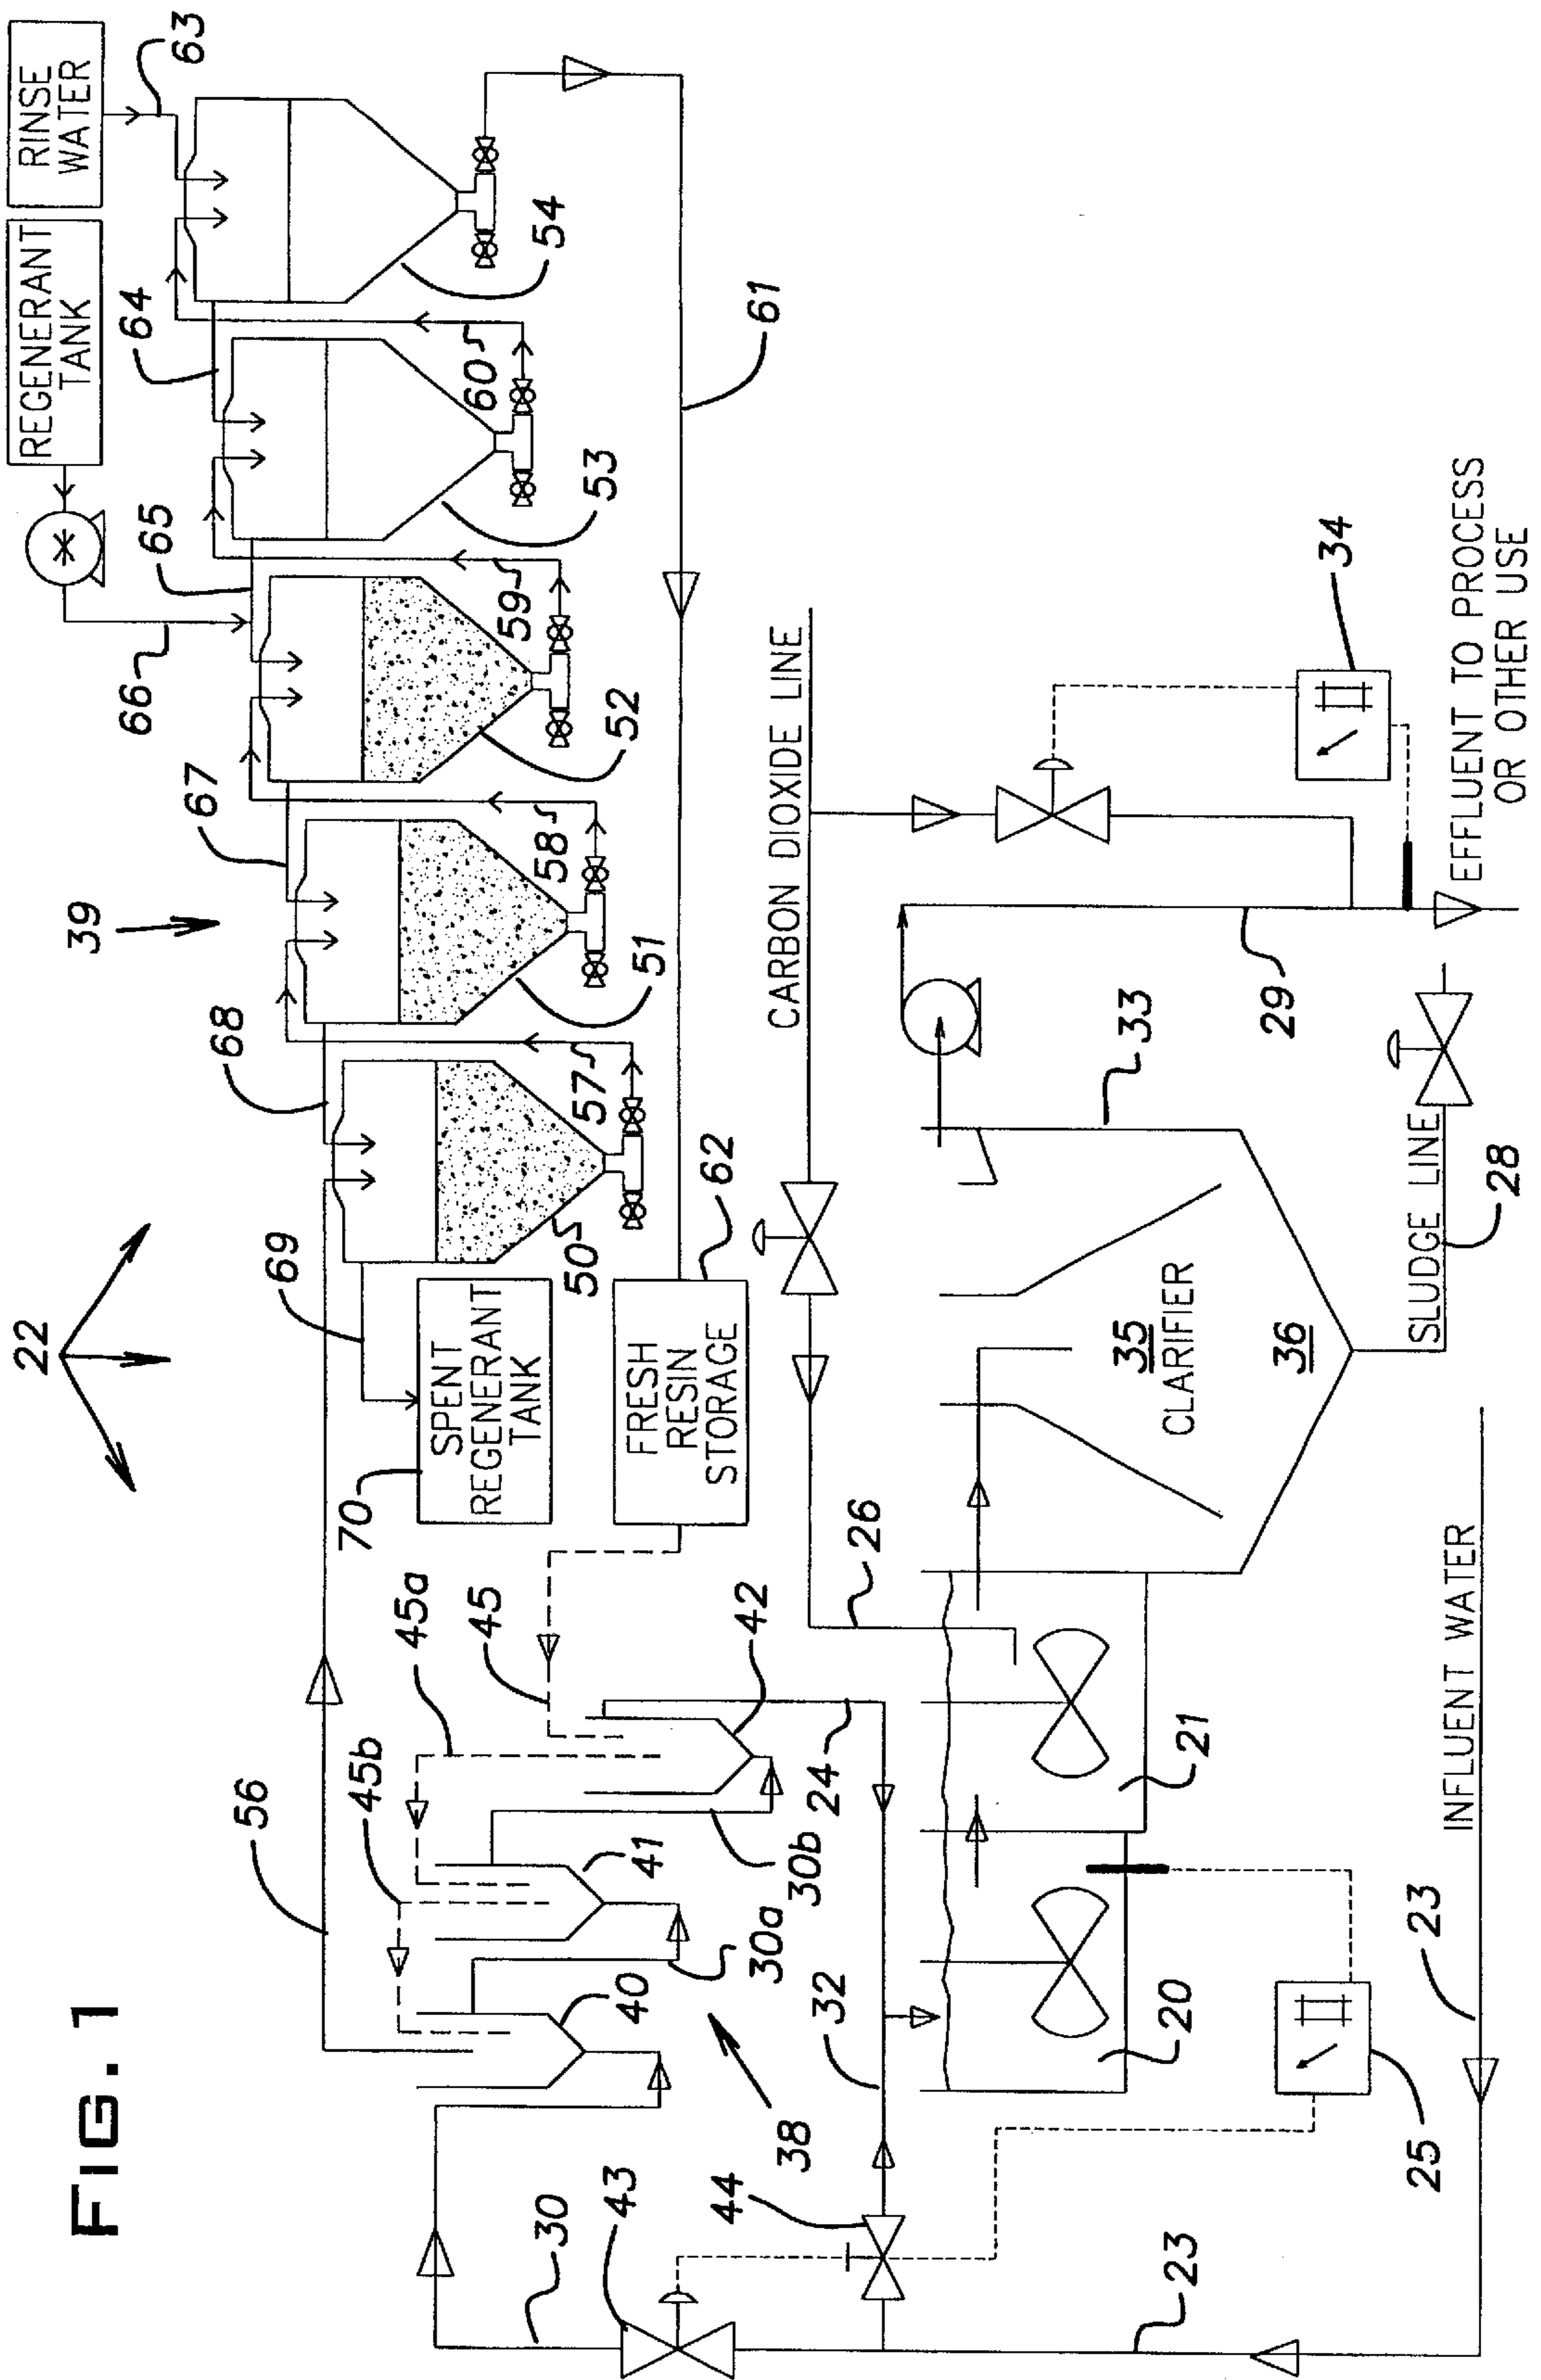 FIG. 1
22
39
RINSE
WATER
63
REGENERANT
TANK
64
65
66
67
68
69
56
54
60
53
59
52
58
51
57
50
61
SPENT
REGENERANT
TANK
70
FRESH
RESIN
STORAGE
62
45
45a
45b
42
41
40
30b
30a
24
38
30
43
44
32
26
CARBON DIOXIDE LINE
34
33
29
EFFLUENT TO PROCESS
OR OTHER USE
35
CLARIFIER
36
SLUDGE LINE
28
21
20
25
INFLUENT WATER
23
23